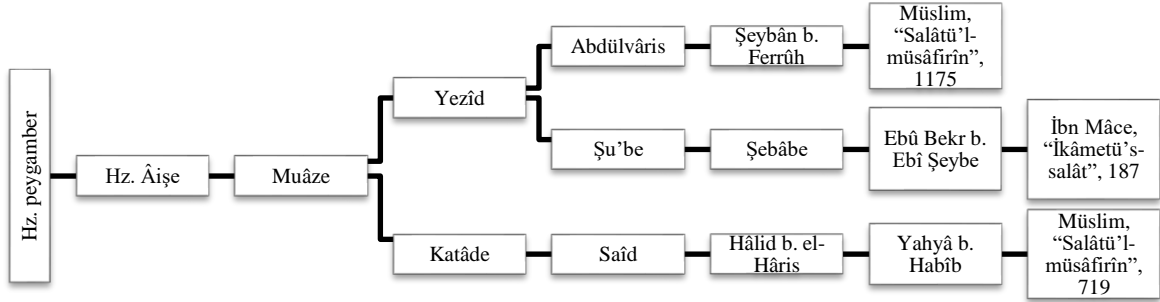 Hz. peygamber
Hz. Âişe
Muâze
Yezîd
Abdülvâris
Şeybân b.
Ferrûh
Müslim,
“Salâtü’l-
müsâfirîn”,
1175
Şu’be
Şebâbe
Ebû Bekr b.
Ebî Şeybe
İbn Mâce,
“İkâmetü’s-
salât”, 187
Katâde
Saîd
Hâlid b. el-
Hâris
Yahyâ b.
Habîb
Müslim,
“Salâtü’l-
müsâfirîn”,
719